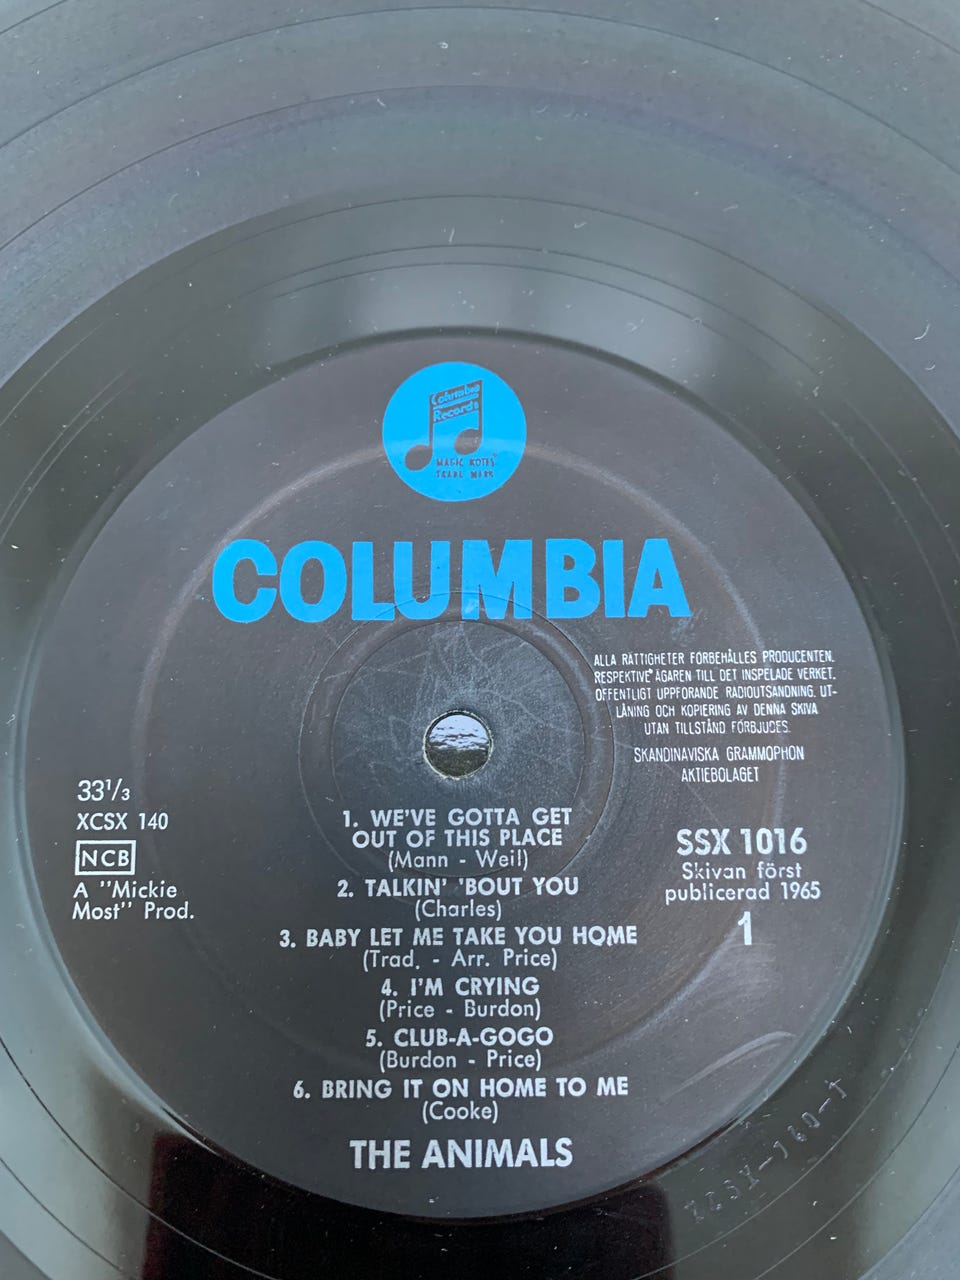 Columbia
Records
MAGIC NOTES
TRADE MARK
COLUMBIA
ALLA RÄTTIGHETER FÖRBEHÅLLES PRODUCENTEN.
RESPEKTIVE ÄGAREN TILL DET INSPELADE VERKET.
OFFENTLIGT UPPFÖRANDE RADIOUTSÄNDNING. UT-
LÅNING OCH KOPIERING AV DENNA SKIVA
UTAN TILLSTÅND FÖRBJUDES.
SKANDINAVISKA GRAMMOPHON
AKTIEBOLAGET
33 1/3
XCSX 140
NCB
A "Mickie
Most" Prod.
1. WE'VE GOTTA GET
OUT OF THIS PLACE
(Mann - Weil)
2. TALKIN' 'BOUT YOU
(Charles)
3. BABY LET ME TAKE YOU HOME
(Trad. - Arr. Price)
4. I'M CRYING
(Price - Burdon)
5. CLUB-A-GOGO
(Burdon - Price)
6. BRING IT ON HOME TO ME
(Cooke)
THE ANIMALS
SSX 1016
Skivan först
publicerad 1965
1